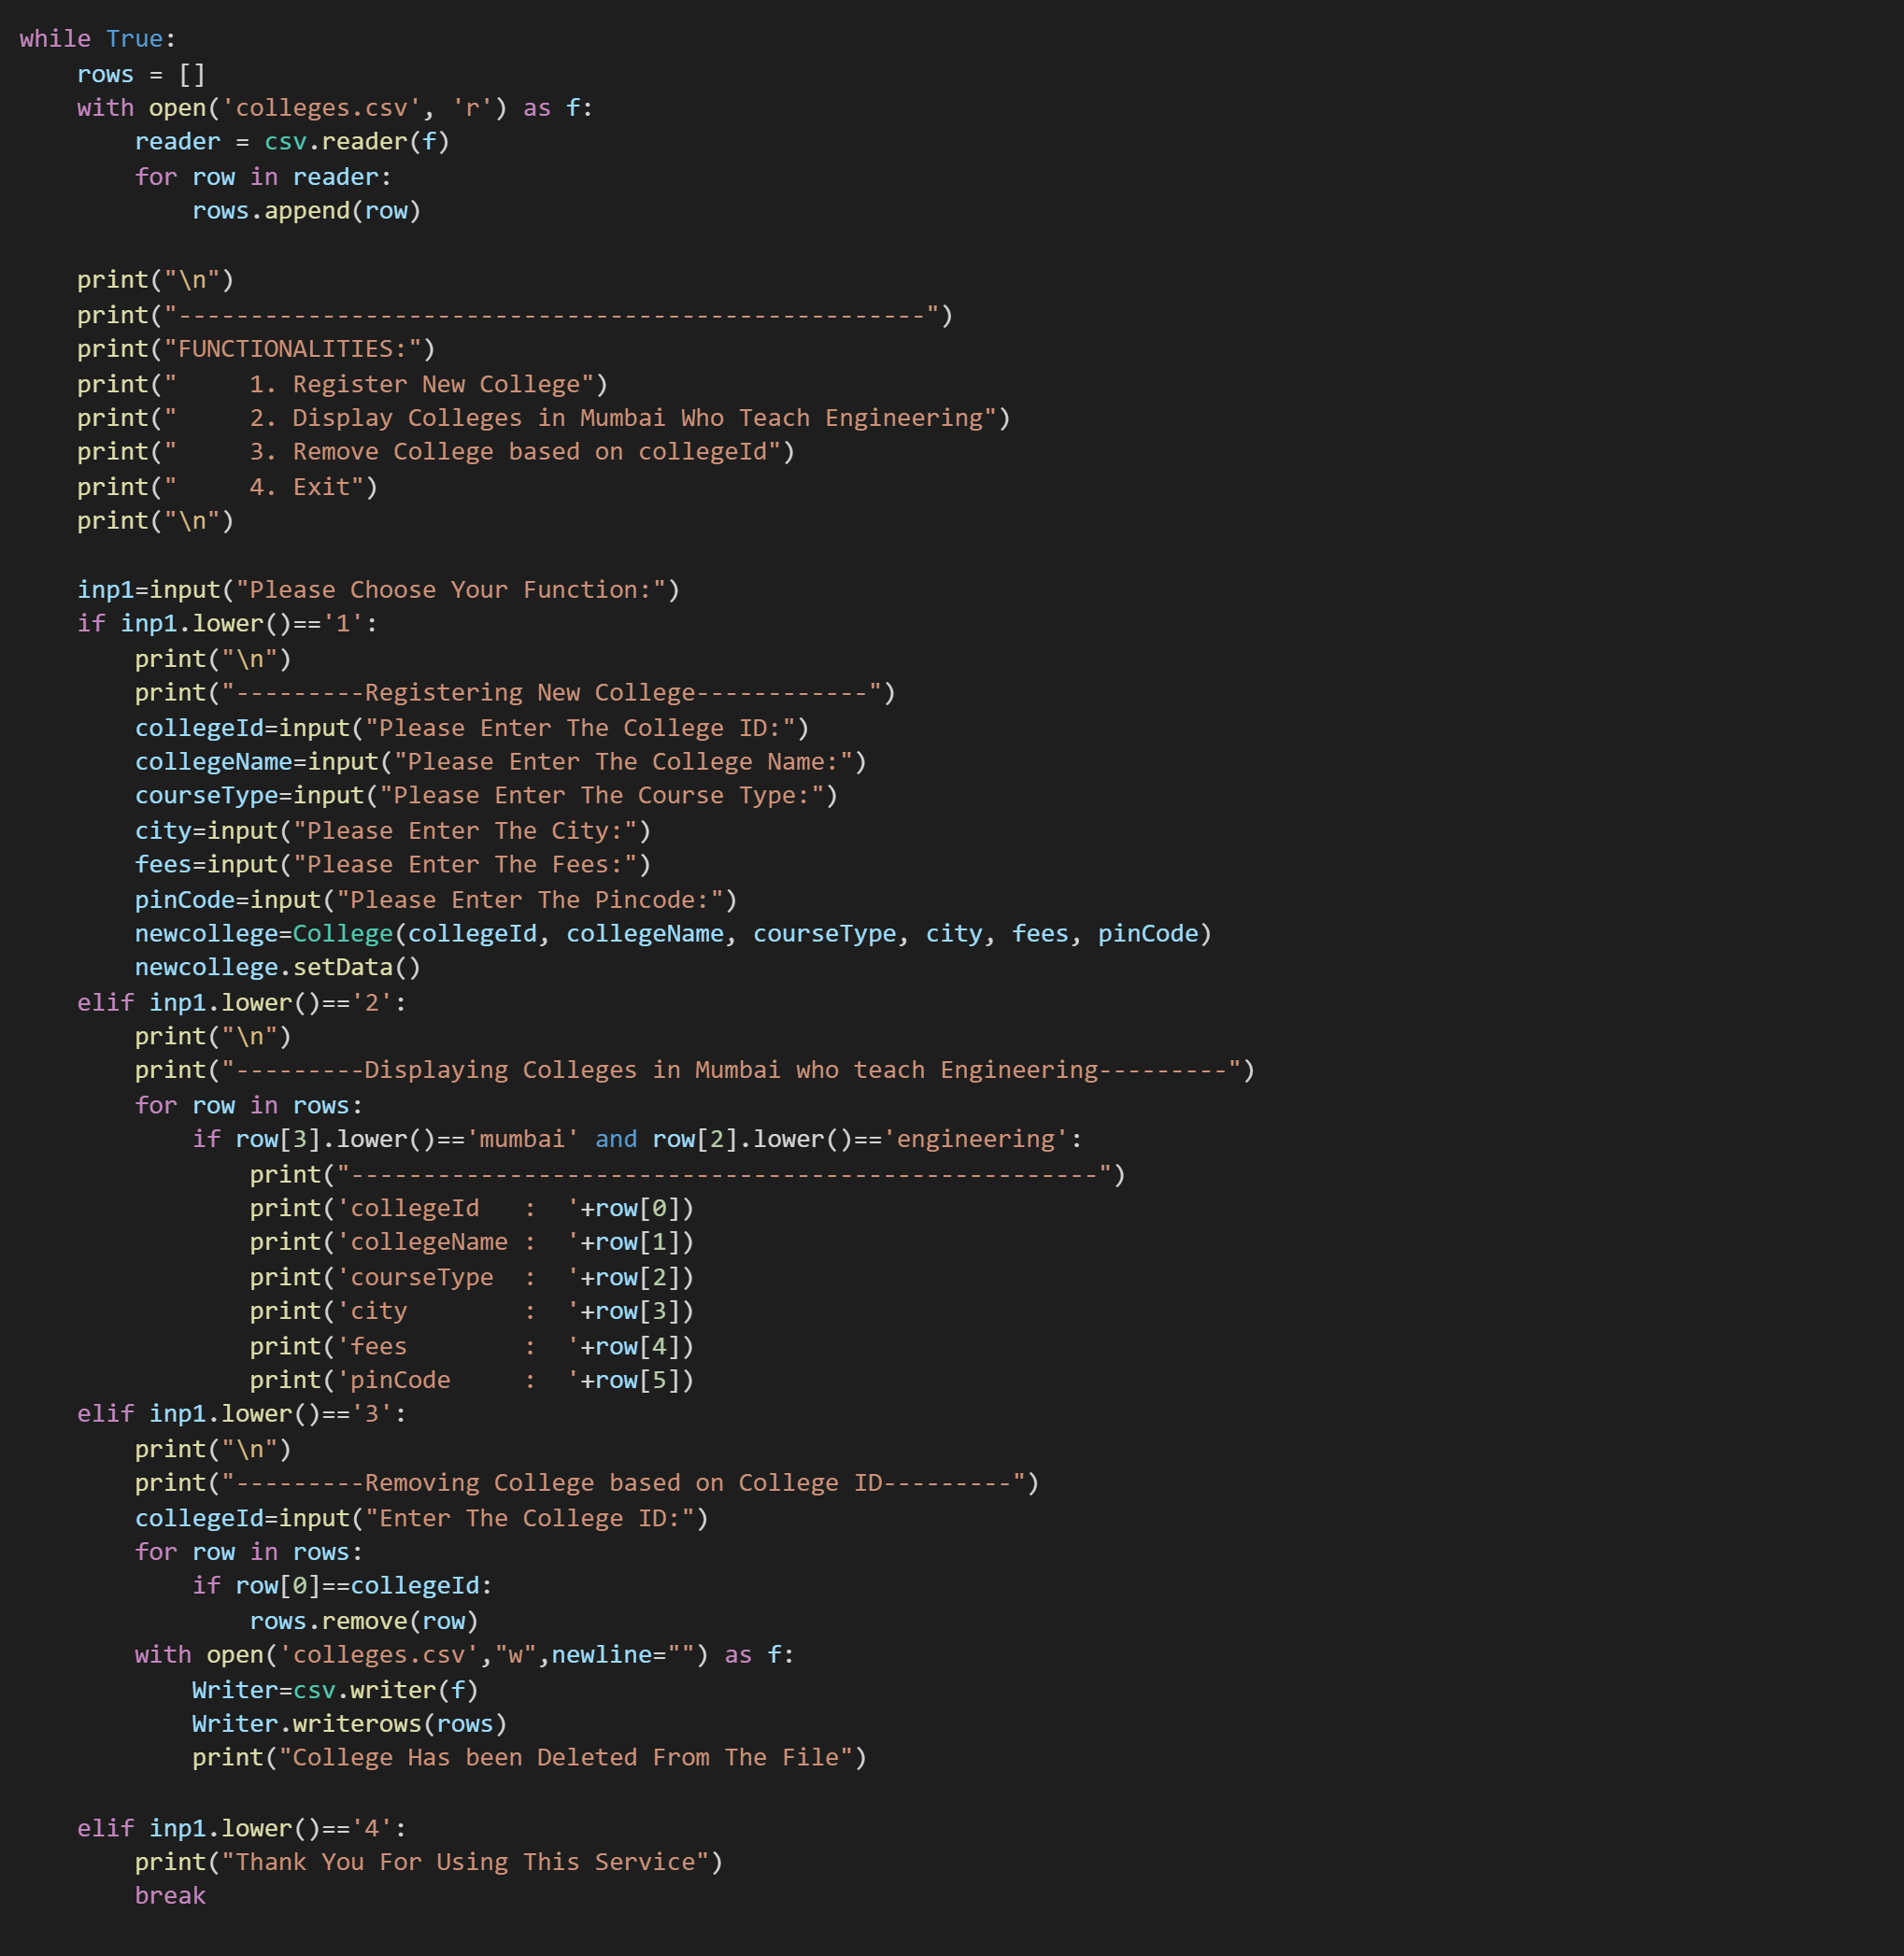 while True:
    rows = []
    with open('colleges.csv', 'r') as f:
        reader = csv.reader(f)
        for row in reader:
            rows.append(row)

    print("\n")
    print("----------------------------------------------------")
    print("FUNCTIONALITIES:")
    print("     1. Register New College")
    print("     2. Display Colleges in Mumbai Who Teach Engineering")
    print("     3. Remove College based on collegeId")
    print("     4. Exit")
    print("\n")

    inp1=input("Please Choose Your Function:")
    if inp1.lower()=='1':
        print("\n")
        print("---------Registering New College------------")
        collegeId=input("Please Enter The College ID:")
        collegeName=input("Please Enter The College Name:")
        courseType=input("Please Enter The Course Type:")
        city=input("Please Enter The City:")
        fees=input("Please Enter The Fees:")
        pinCode=input("Please Enter The Pincode:")
        newcollege=College(collegeId, collegeName, courseType, city, fees, pinCode)
        newcollege.setData()
    elif inp1.lower()=='2':
        print("\n")
        print("---------Displaying Colleges in Mumbai who teach Engineering---------")
        for row in rows:
            if row[3].lower()=='mumbai' and row[2].lower()=='engineering':
                print("----------------------------------------------------")
                print('collegeId   :  '+row[0])
                print('collegeName :  '+row[1])
                print('courseType  :  '+row[2])
                print('city        :  '+row[3])
                print('fees        :  '+row[4])
                print('pinCode     :  '+row[5])
    elif inp1.lower()=='3':
        print("\n")
        print("---------Removing College based on College ID---------")
        collegeId=input("Enter The College ID:")
        for row in rows:
            if row[0]==collegeId:
                rows.remove(row)
        with open('colleges.csv',"w",newline="") as f:
            Writer=csv.writer(f)
            Writer.writerows(rows)
            print("College Has been Deleted From The File")

    elif inp1.lower()=='4':
        print("Thank You For Using This Service")
        break